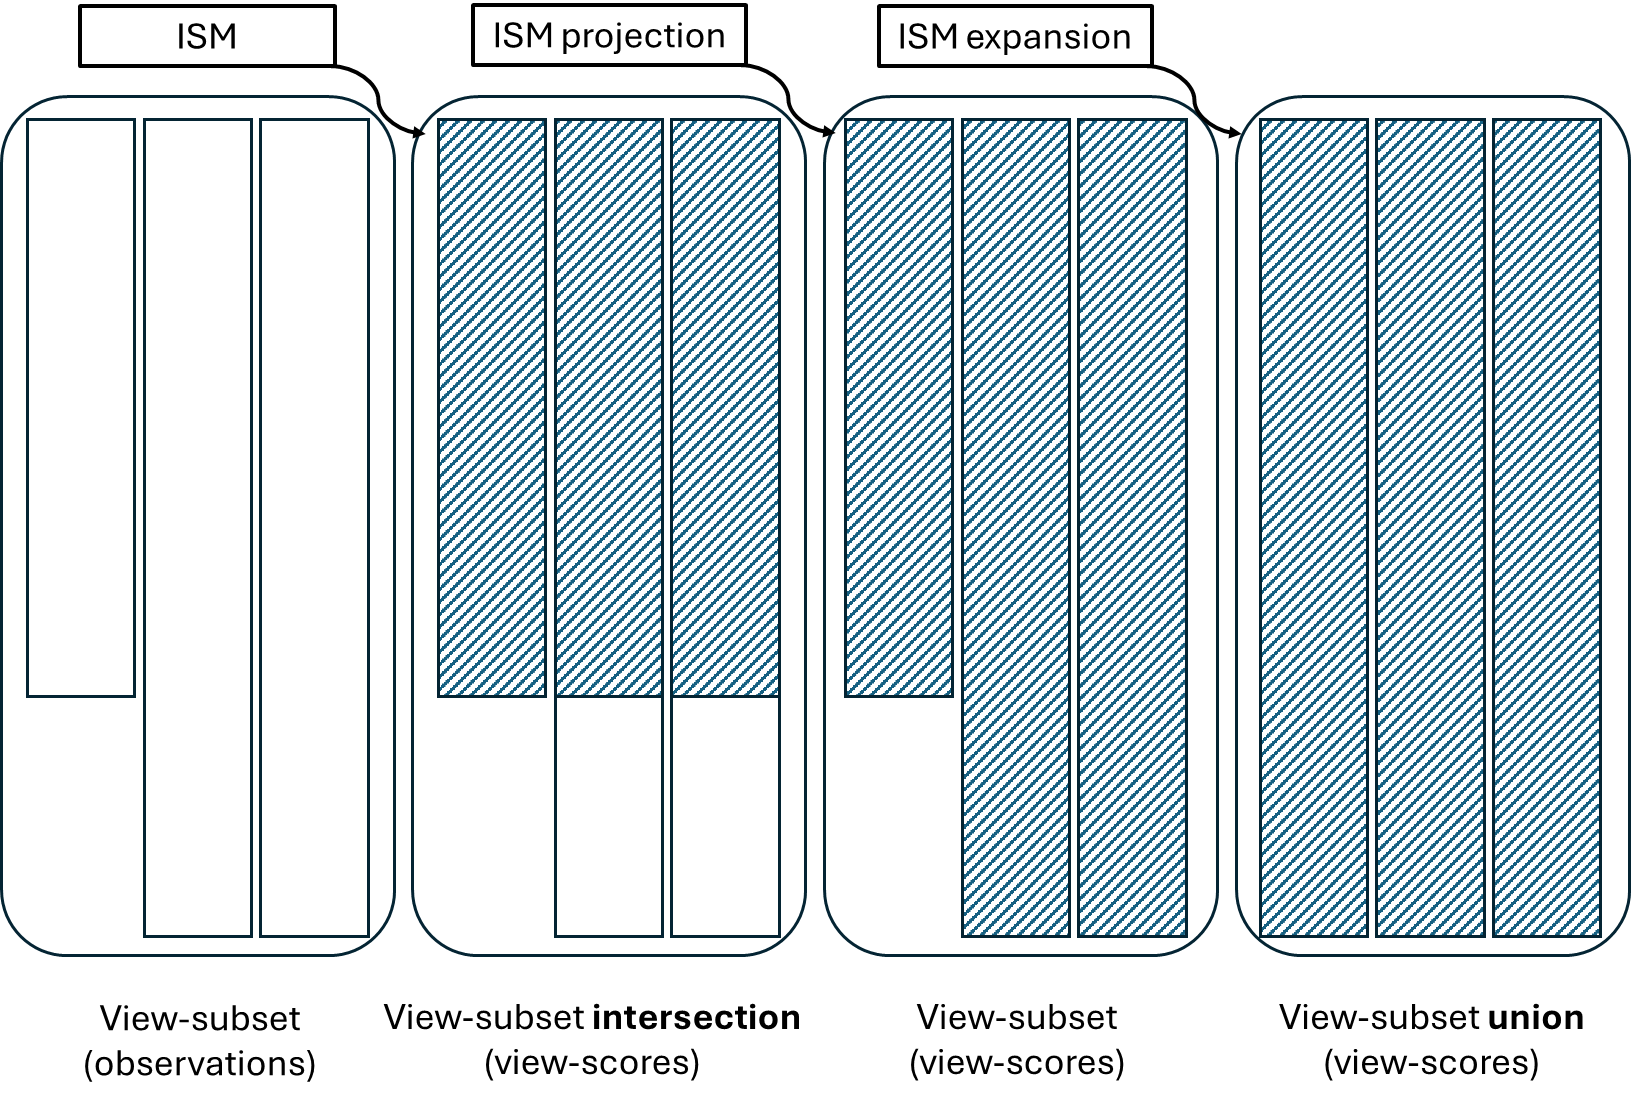 ISM
ISM projection
ISM expansion
View-subset
(observations)
View-subset intersection
(view-scores)
View-subset
(view-scores)
View-subset union
(view-scores)